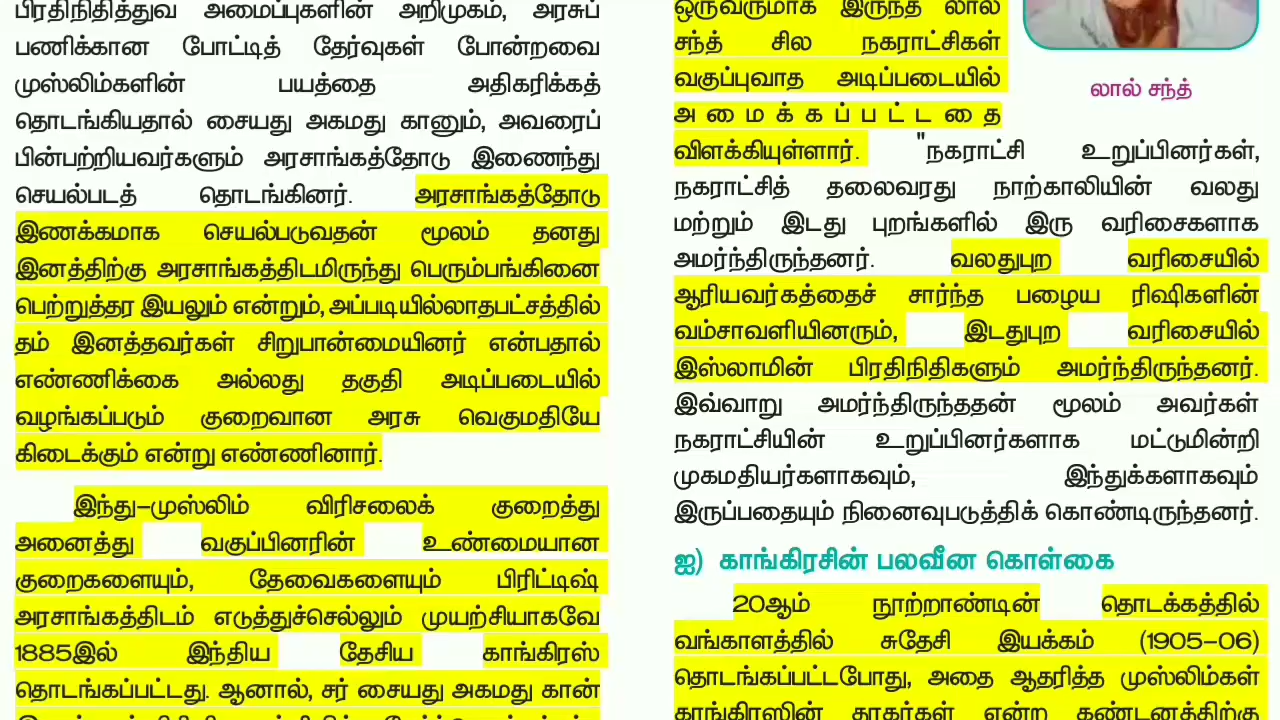 பிரதிநிதித்துவ அமைப்புகளின் அறிமுகம், அரசுப்
பணிக்கான போட்டித் தேர்வுகள் போன்றவை
முஸ்லிம்களின் பயத்தை அதிகரிக்கத்
தொடங்கியதால் சையது அகமது கானும், அவரைப்
பின்பற்றியவர்களும் அரசாங்கத்தோடு இணைந்து
செயல்படத் தொடங்கினர். அரசாங்கத்தோடு
இணக்கமாக செயல்படுவதன் மூலம் தனது
இனத்திற்கு அரசாங்கத்திடமிருந்து பெரும்பங்கினை
பெற்றுத்தர இயலும் என்றும், அப்படியில்லாதபட்சத்தில்
தம் இனத்தவர்கள் சிறுபான்மையினர் என்பதால்
எண்ணிக்கை அல்லது தகுதி அடிப்படையில்
வழங்கப்படும் குறைவான அரசு வெகுமதியே
கிடைக்கும் என்று எண்ணினார்.
இந்து-முஸ்லிம் விரிசலைக் குறைத்து
அனைத்து வகுப்பினரின் உண்மையான
குறைகளையும், தேவைகளையும் பிரிட்டிஷ்
அரசாங்கத்திடம் எடுத்துச்செல்லும் முயற்சியாகவே
1885இல் இந்திய தேசிய காங்கிரஸ்
தொடங்கப்பட்டது. ஆனால், சர் சையது அகமது கான்
ஒருவருமாக இருந்த லால்
சந்த் சில நகராட்சிகள்
வகுப்புவாத அடிப்படையில்
அமைக்கப்பட்டதை
விளக்கியுள்ளார். "நகராட்சி உறுப்பினர்கள்,
நகராட்சித் தலைவரது நாற்காலியின் வலது
மற்றும் இடது புறங்களில் இரு வரிசைகளாக
அமர்ந்திருந்தனர். வலதுபுற வரிசையில்
ஆரியவர்கத்தைச் சார்ந்த பழைய ரிஷிகளின்
வம்சாவளியினரும், இடதுபுற வரிசையில்
இஸ்லாமின் பிரதிநிதிகளும் அமர்ந்திருந்தனர்.
இவ்வாறு அமர்ந்திருந்ததன் மூலம் அவர்கள்
நகராட்சியின் உறுப்பினர்களாக மட்டுமின்றி
முகமதியர்களாகவும், இந்துக்களாகவும்
இருப்பதையும் நினைவுபடுத்திக் கொண்டிருந்தனர்.
லால் சந்த்
ஐ) காங்கிரசின் பலவீன கொள்கை
20ஆம் நூற்றாண்டின் தொடக்கத்தில்
வங்காளத்தில் சுதேசி இயக்கம் (1905-06)
தொடங்கப்பட்டபோது, அதை ஆதரித்த முஸ்லிம்கள்
காங்கிரஸின் தாகர்கள் என்ற கண்டனத்திற்கு